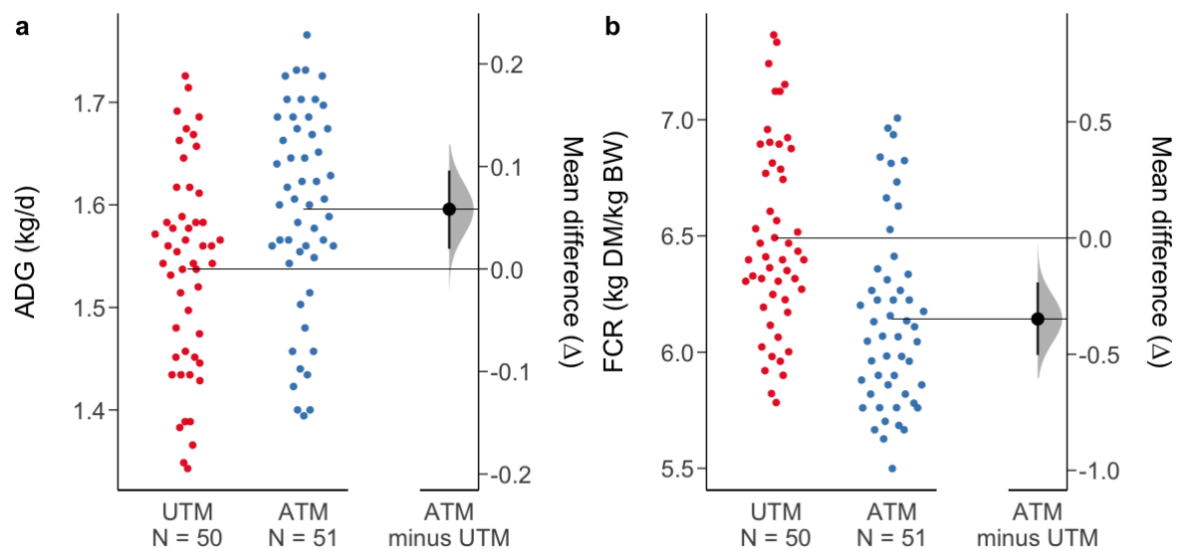 a
ADG (kg/d)
1.7
1.6
1.5
1.4
0.2
0.1
0.0
-0.1
-0.2
Mean difference (Δ)
UTM
N = 50
ATM
N = 51
ATM
minus UTM
b
FCR (kg DM/kg BW)
7.0
6.5
6.0
5.5
0.5
0.0
-0.5
-1.0
Mean difference (Δ)
UTM
N = 50
ATM
N = 51
ATM
minus UTM